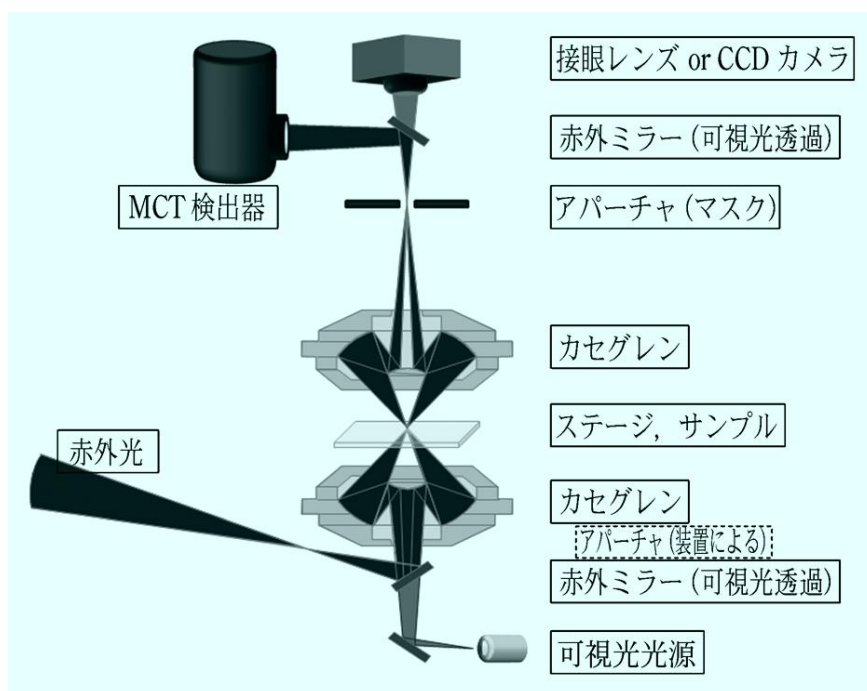 接眼レンズ or CCD カメラ
赤外ミラー (可視光透過)
MCT 検出器
アパーチャ (マスク)
カセグレン
ステージ, サンプル
赤外光
カセグレン
アパーチャ (装置による)
赤外ミラー (可視光透過)
可視光光源